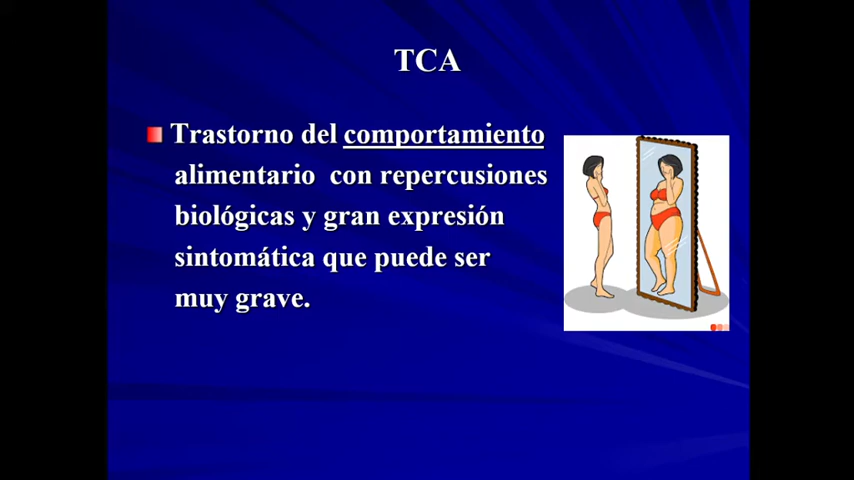 TCA
Trastorno del comportamiento
alimentario con repercusiones
biológicas y gran expresión
sintomática que puede ser
muy grave.